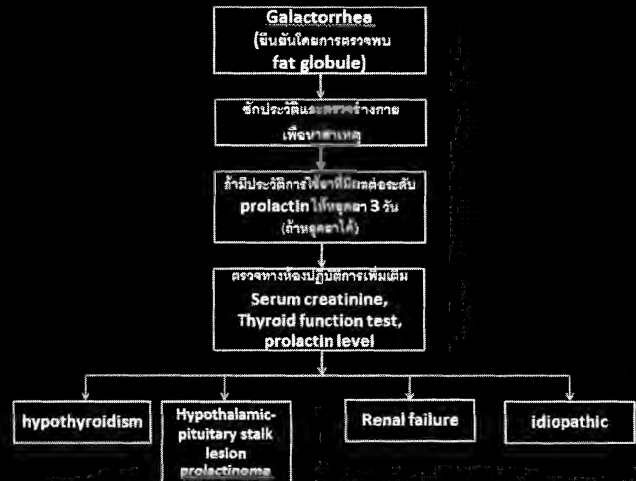 Galactorrhea
(ยืนยันโดยการตรวจพบ
fat globule)
ซักประวัติและตรวจร่างกาย
เพื่อหาสาเหตุ
ถ้ามีประวัติการใช้ยาที่มีผลต่อระดับ
prolactin ให้หยุดยา 3 วัน
(ถ้าหยุดยาได้)
ตรวจทางห้องปฏิบัติการเพิ่มเติม
Serum creatinine,
Thyroid function test,
prolactin level
hypothyroidism
Hypothalamic-
pituitary stalk
lesion
prolactinoma
Renal failure
idiopathic